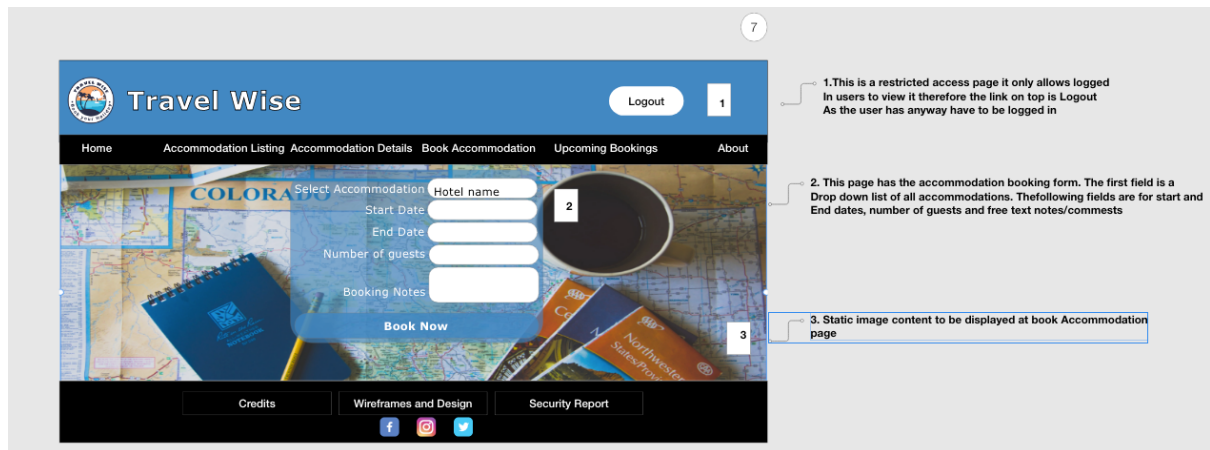 7
Travel Wise
Logout
1
1.This is a restricted access page it only allows logged
In users to view it therefore the link on top is Logout
As the user has anyway have to be logged in
Home Accommodation Listing Accommodation Details Book Accommodation Upcoming Bookings About
COLORADO
Select Accommodation Hotel name
Start Date
End Date
Number of guests
Booking Notes
Book Now
2
2. This page has the accommodation booking form. The first field is a
Drop down list of all accommodations. Thefollowing fields are for start and
End dates, number of guests and free text notes/commests
NOTEBOOK
Northwestern
3
3. Static image content to be displayed at book Accommodation
page
Credits Wireframes and Design Security Report